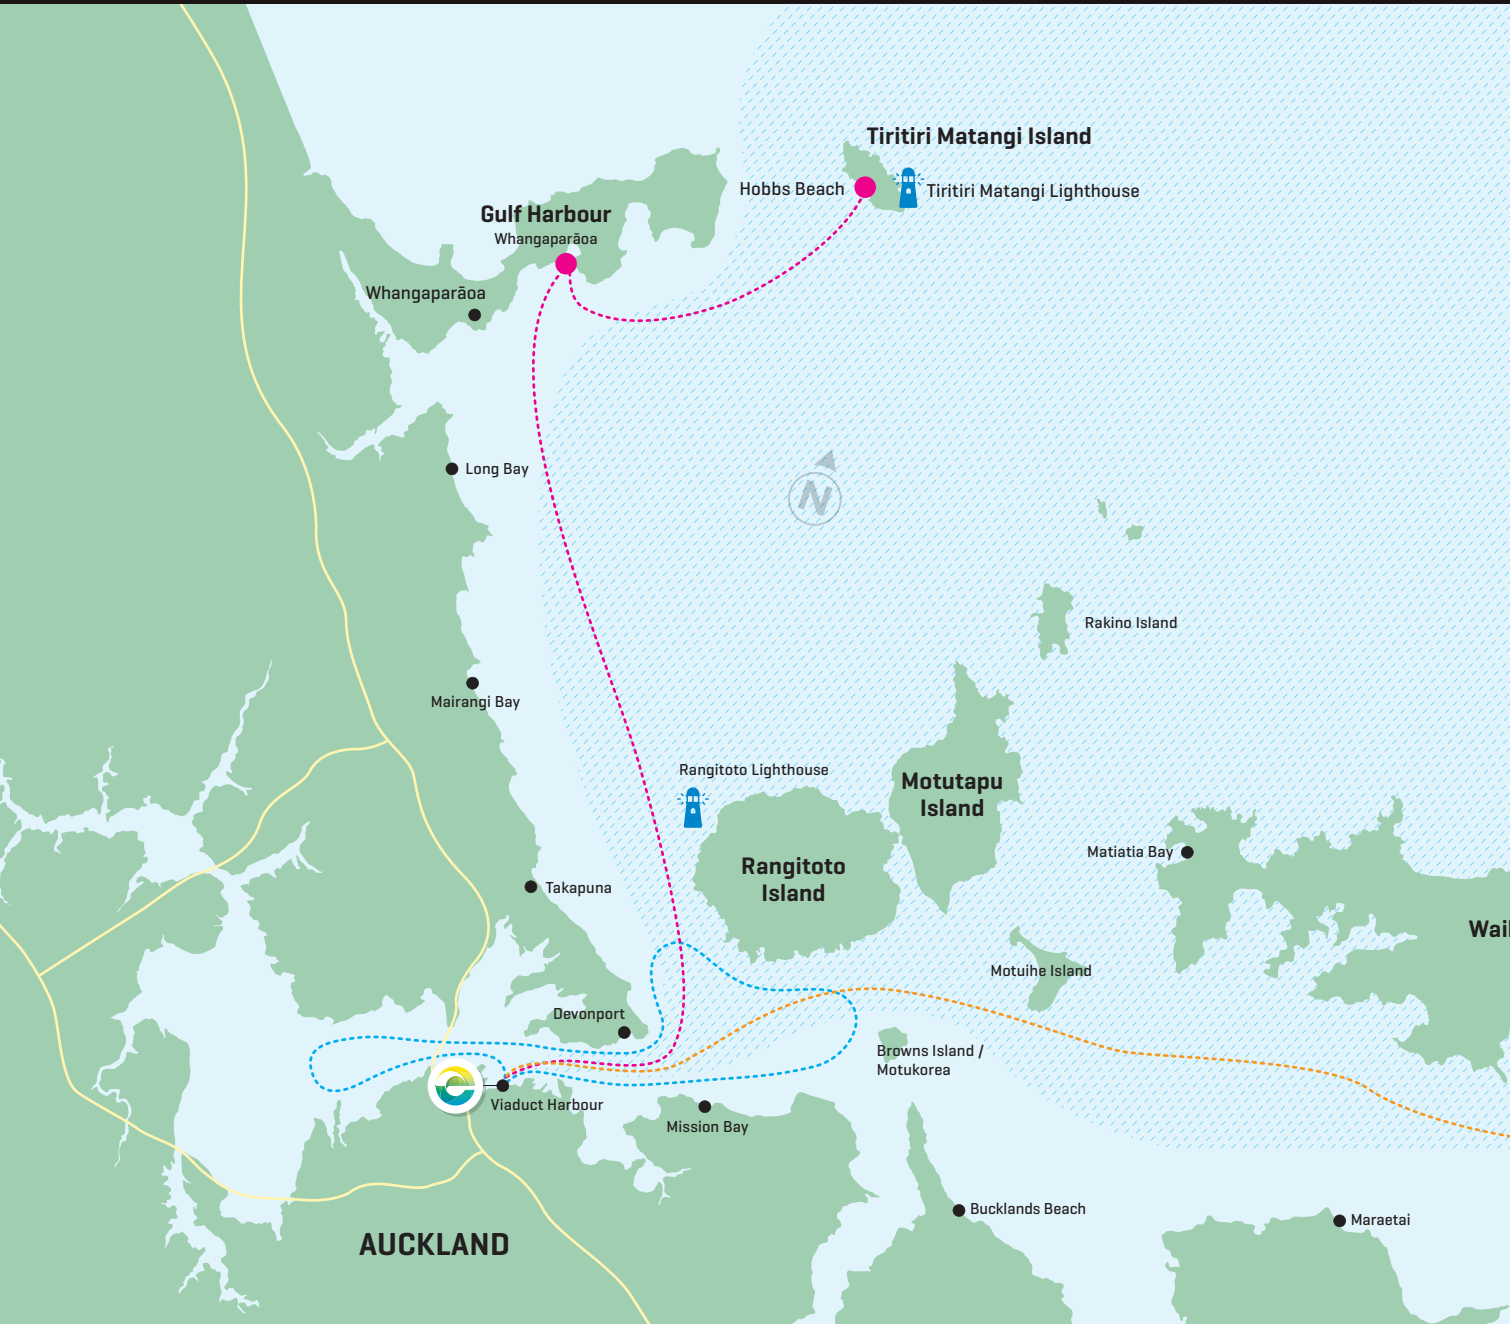 Tiritiri Matangi Island
Hobbs Beach
Tiritiri Matangi Lighthouse
Gulf Harbour
Whangaparāoa
Whangaparāoa
Long Bay
N
Rakino Island
Mairangi Bay
Rangitoto Lighthouse
Motutapu
Island
Matiatia Bay
Rangitoto
Island
Takapuna
Wai
Motuihe Island
Devonport
Browns Island /
Motukorea
Viaduct Harbour
Mission Bay
Bucklands Beach
Maraetai
AUCKLAND